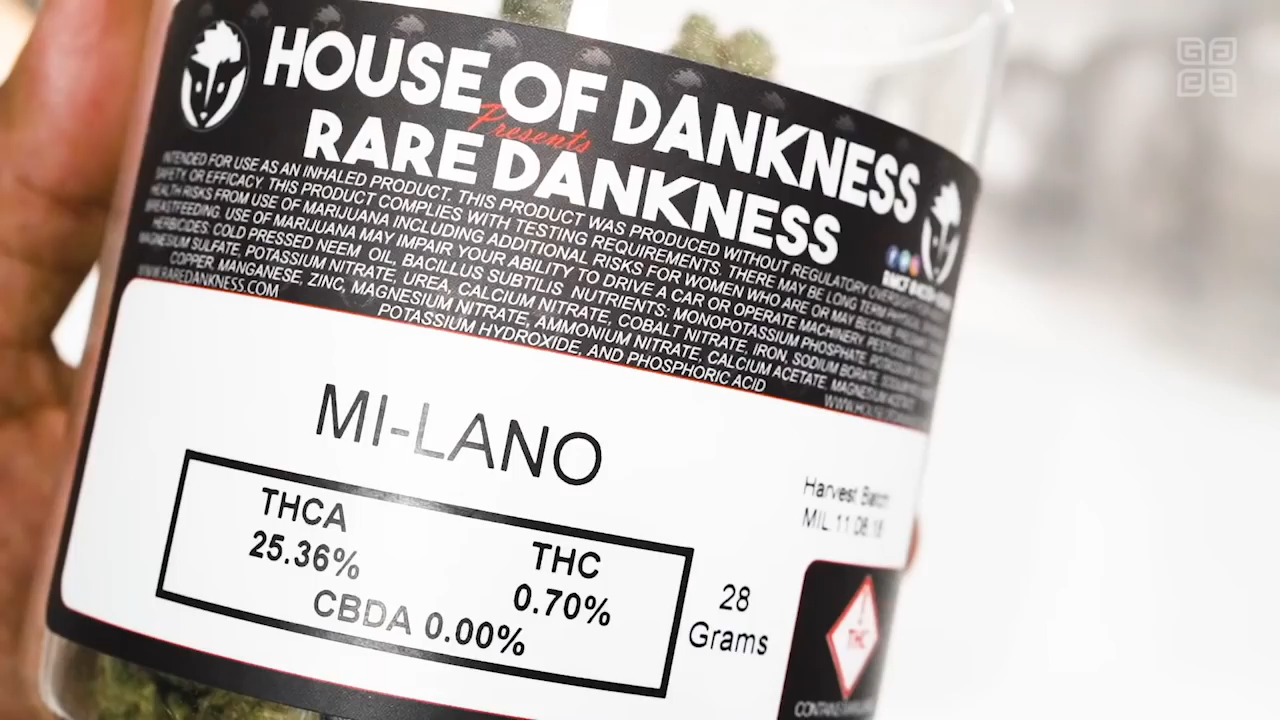 HOUSE OF DANKNESS
Presents
RARE DANKNESS
INTENDED FOR USE AS AN INHALED PRODUCT. THIS PRODUCT WAS PRODUCED WITHOUT REGULATORY
SAFETY, OR EFFICACY. THIS PRODUCT COMPLIES WITH TESTING REQUIREMENTS. THERE MAY BE LONG TERM
HEALTH RISKS FROM USE OF MARIJUANA INCLUDING ADDITIONAL RISKS FOR WOMEN WHO ARE OR MAY BECOME
BREASTFEEDING. USE OF MARIJUANA MAY IMPAIR YOUR ABILITY TO DRIVE A CAR OR OPERATE MACHINERY.
HERBICIDES: COLD PRESSED NEEM OIL, BACILLUS SUBTILIS NUTRIENTS: MONOPOTASSIUM PHOSPHATE,
MAGNESIUM SULFATE, POTASSIUM NITRATE, UREA, CALCIUM NITRATE, COBALT NITRATE, IRON, SODIUM BORATE,
COPPER, MANGANESE, ZINC, MAGNESIUM NITRATE, AMMONIUM NITRATE, CALCIUM ACETATE, MAGNESIUM
POTASSIUM HYDROXIDE, AND PHOSPHORIC ACID
WWW.RAREDANKNESS.COM
MI-LANO
THCA
25.36%
THC
0.70%
CBDA 0.00%
28
Grams
Harvest Batch
THC